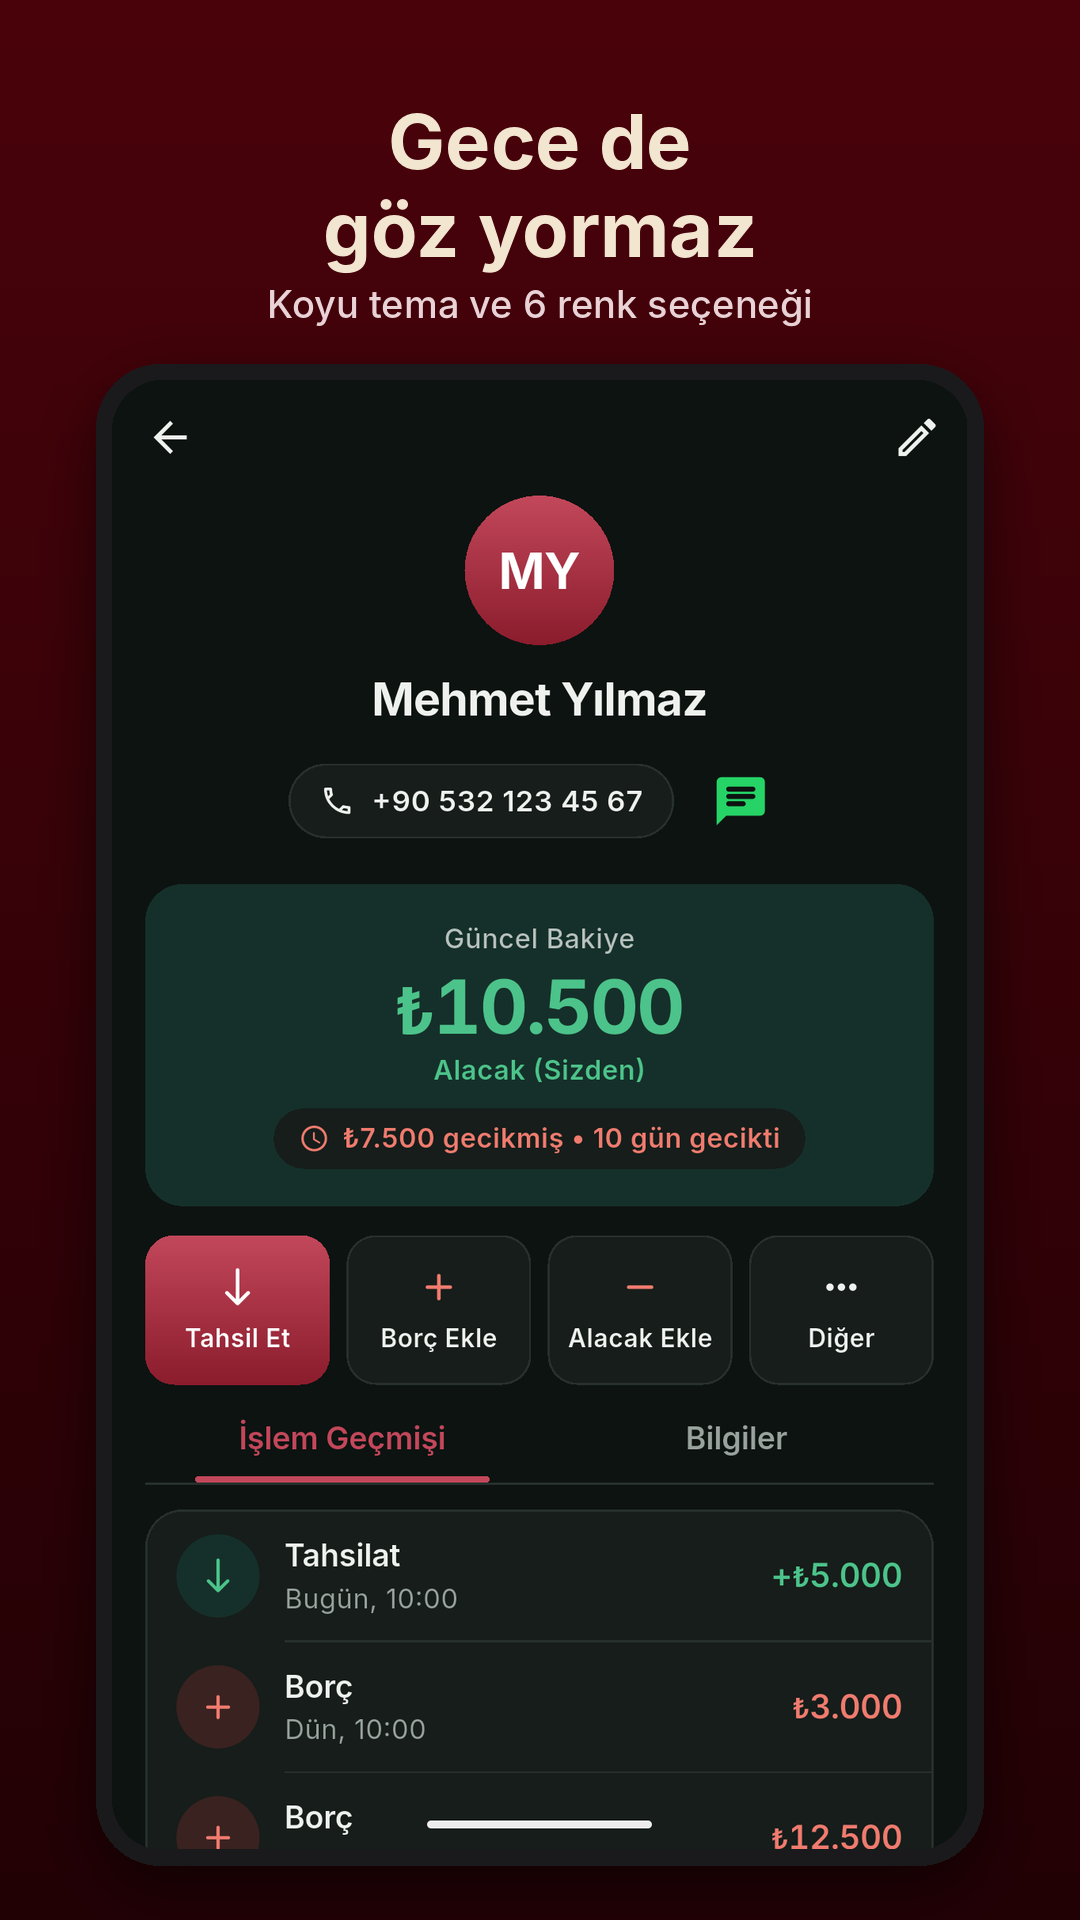 Gece de
göz yormaz
Koyu tema ve 6 renk seçeneği
MY
Mehmet Yılmaz
+90 532 123 45 67
Güncel Bakiye
₺10.500
Alacak (Sizden)
₺7.500 gecikmiş • 10 gün gecikti
Tahsil Et
Borç Ekle
Alacak Ekle
Diğer
İşlem Geçmişi
Bilgiler
Tahsilat
+₺5.000
Bugün, 10:00
Borç
₺3.000
Dün, 10:00
Borç
₺12.500